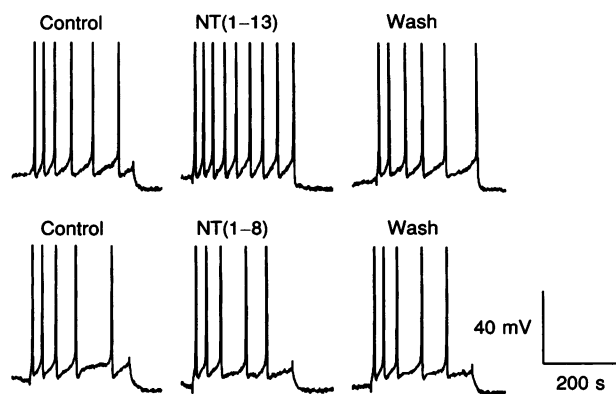 Control
NT(1–13)
Wash
Control
NT(1–8)
Wash
40 mV
200 s